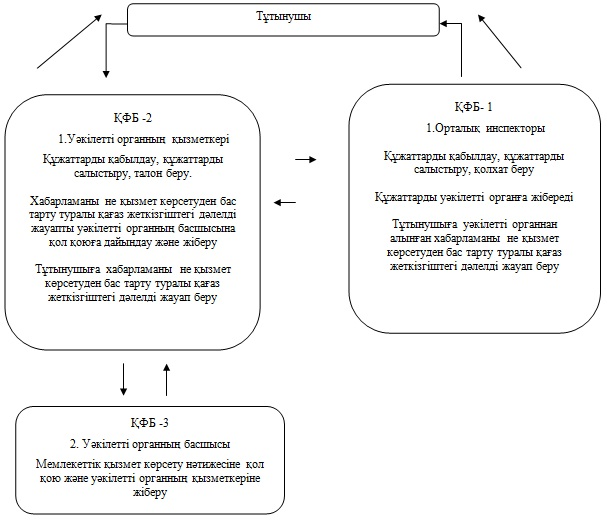 Тұтынушы
ҚФБ -2
1.Уәкілетті органның қызметкері
Құжаттарды қабылдау, құжаттарды
салыстыру, талон беру.
Хабарламаны не қызмет көрсетуден бас
тарту туралы қағаз жеткізгіштегі дәлелді
жауапты уәкілетті органның басшысына
қол қоюға дайындау және жіберу
Тұтынушыға хабарламаны не қызмет
көрсетуден бас тарту туралы қағаз
жеткізгіштегі дәлелді жауап беру
ҚФБ- 1
1.Орталық инспекторы
Құжаттарды қабылдау, құжаттарды
салыстыру, қолхат беру
Құжаттарды уәкілетті органға жібереді
Тұтынушыға уәкілетті органнан
алынған хабарламаны не қызмет
көрсетуден бас тарту туралы қағаз
жеткізгіштегі дәлелді жауап беру
ҚФБ -3
2. Уәкілетті органның басшысы
Мемлекеттік қызмет көрсету нәтижесіне қол
қою және уәкілетті органның қызметкеріне
жіберу